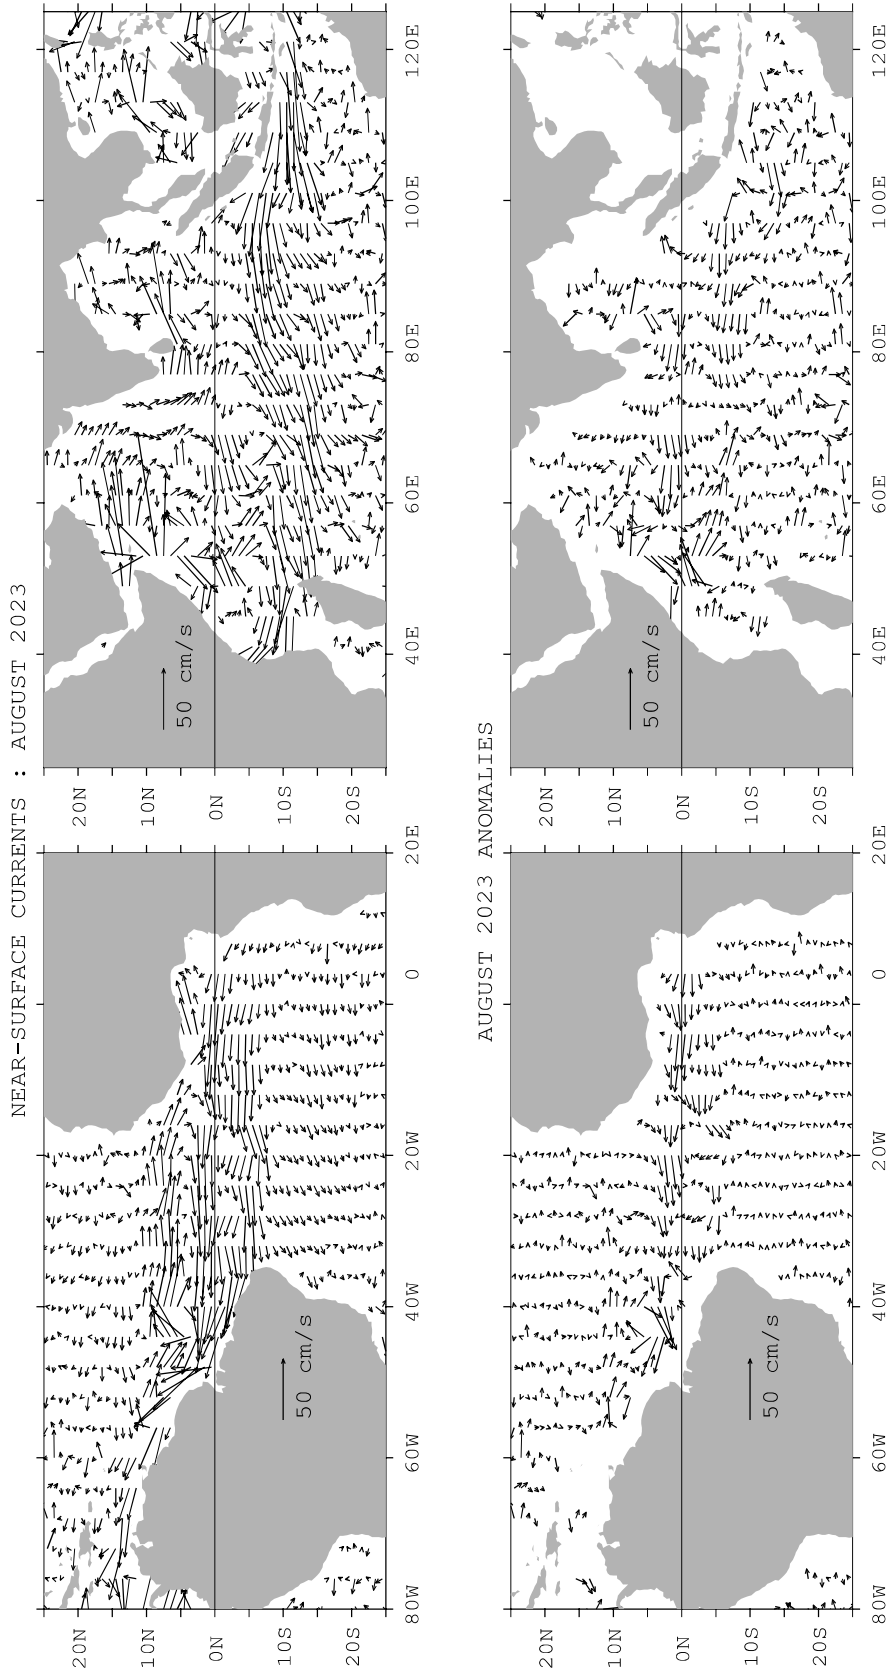 NEAR-SURFACE CURRENTS : AUGUST 2023
20N
10N
0N
10S
20S
50 cm/s
80W
60W
40W
20W
0
20E
20N
10N
0N
10S
20S
50 cm/s
40E
60E
80E
100E
120E
AUGUST 2023 ANOMALIES
20N
10N
0N
10S
20S
50 cm/s
80W
60W
40W
20W
0
20E
20N
10N
0N
10S
20S
50 cm/s
40E
60E
80E
100E
120E